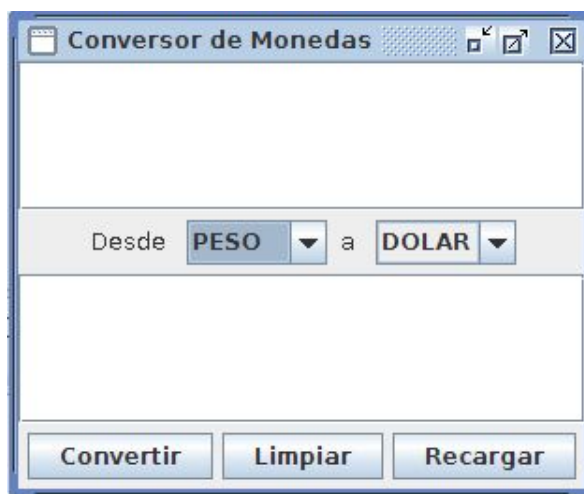 Conversor de Monedas
Desde PESO a DOLAR
Convertir Limpiar Recargar